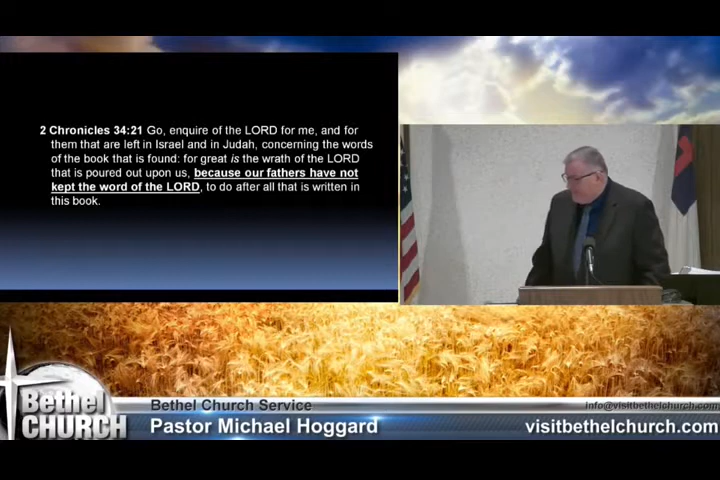 2 Chronicles 34:21 Go, enquire of the LORD for me, and for
them that are left in Israel and in Judah, concerning the words
of the book that is found: for great is the wrath of the LORD
that is poured out upon us, because our fathers have not
kept the word of the LORD, to do after all that is written in
this book.
Bethel
CHURCH
Bethel Church Service
info@visitbethelchurch.com
Pastor Michael Hoggard
visitbethelchurch.com